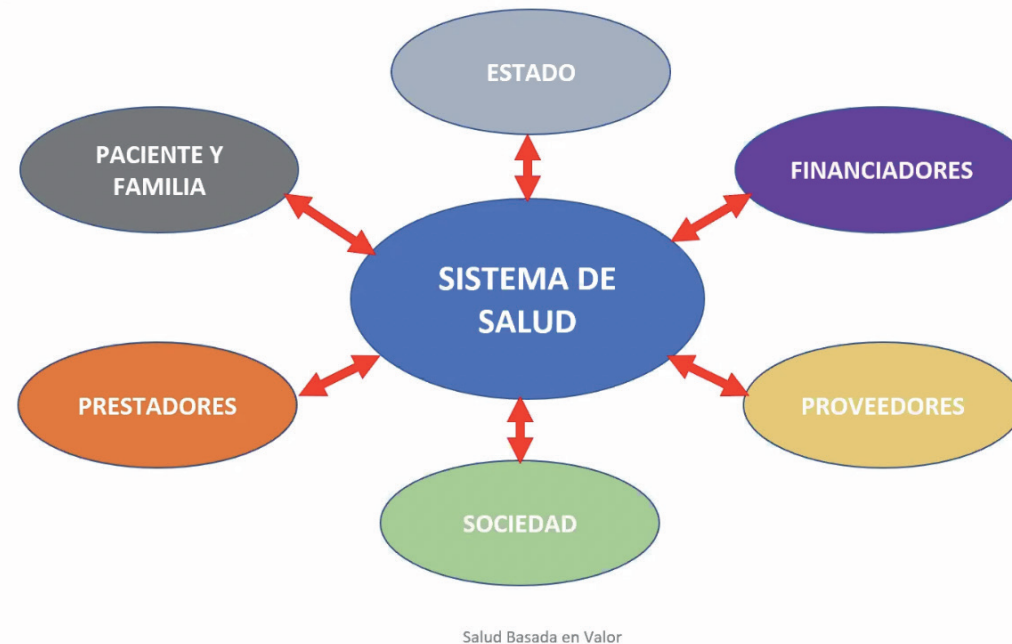 ESTADO
PACIENTE Y
FAMILIA
FINANCIADORES
SISTEMA DE
SALUD
PRESTADORES
PROVEEDORES
SOCIEDAD
Salud Basada en Valor